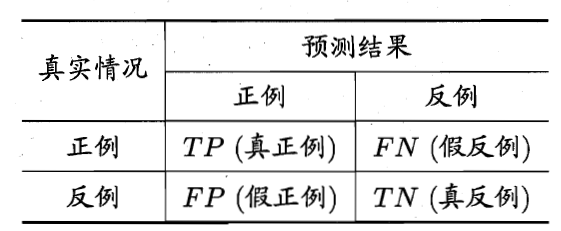 真实情况
预测结果
正例 反例
正例 TP (真正例) FN (假反例)
反例 FP (假正例) TN (真反例)